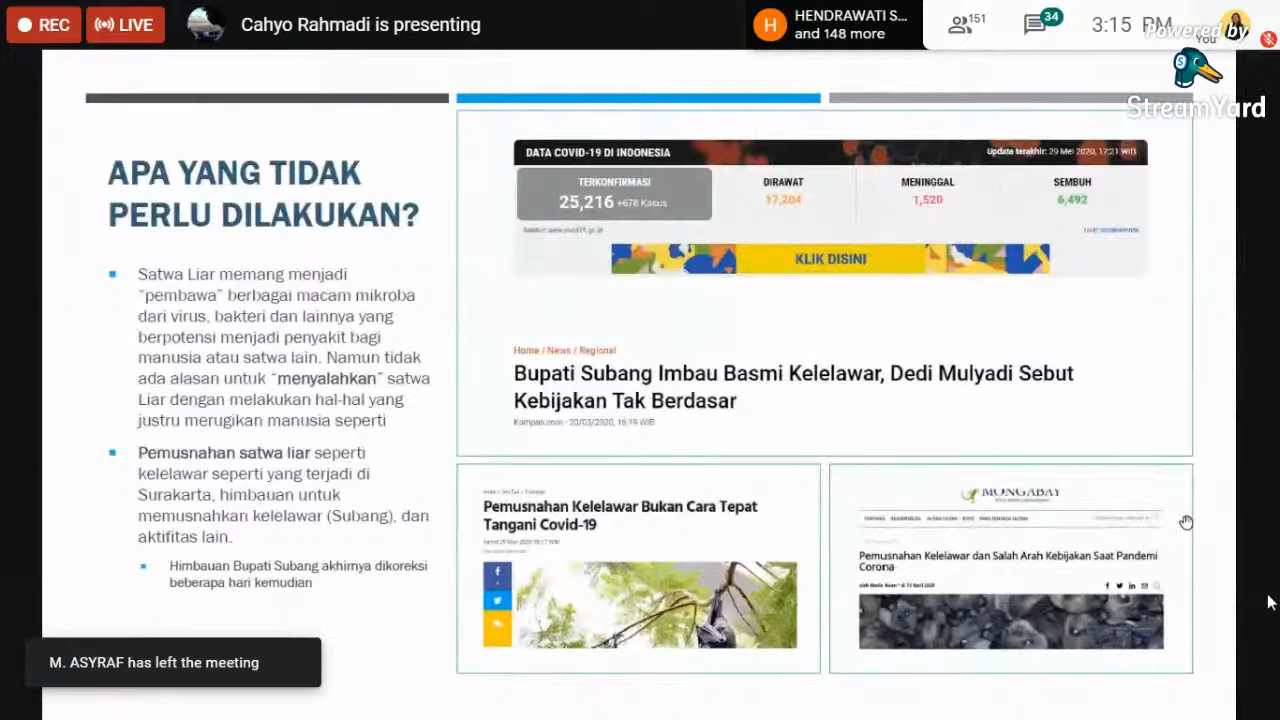 REC
LIVE
Cahyo Rahmadi is presenting
H
HENDRAWATI S...
and 148 more
151
34
3:15 PM
You
Powered by
StreamYard
APA YANG TIDAK
PERLU DILAKUKAN?
Satwa Liar memang menjadi
“pembawa” berbagai macam mikroba
dari virus, bakteri dan lainnya yang
berpotensi menjadi penyakit bagi
manusia atau satwa lain. Namun tidak
ada alasan untuk “menyalahkan” satwa
Liar dengan melakukan hal-hal yang
justru merugikan manusia seperti
Pemusnahan satwa liar seperti
kelelawar seperti yang terjadi di
Surakarta, himbauan untuk
memusnahkan kelelawar (Subang), dan
aktifitas lain.
Himbauan Bupati Subang akhirnya dikoreksi
beberapa hari kemudian
DATA COVID-19 DI INDONESIA
Update terakhir: 29 Mei 2020, 17:21 WIB
TERKONFIRMASI
25,216 +678 Kasus
DIRAWAT
17,204
MENINGGAL
1,520
SEMBUH
6,492
KLIK DISINI
Home / News / Regional
Bupati Subang Imbau Basmi Kelelawar, Dedi Mulyadi Sebut
Kebijakan Tak Berdasar
Kompas.com - 20/03/2020, 16:19 WIB
Pemusnahan Kelelawar Bukan Cara Tepat
Tangani Covid-19
MONGABAY
Pemusnahan Kelelawar dan Salah Arah Kebijakan Saat Pandemi
Corona
M. ASYRAF has left the meeting